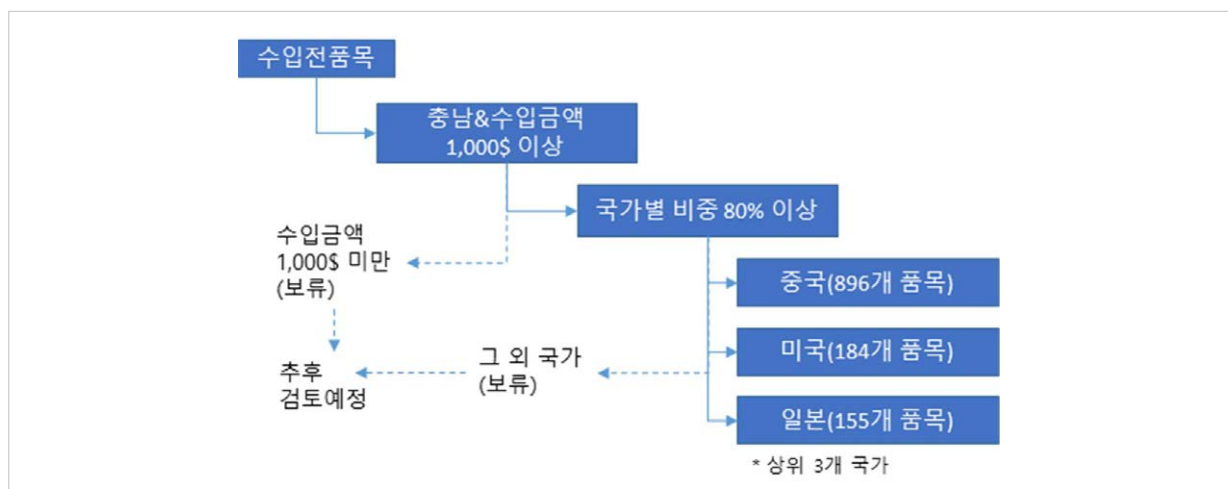 수입전품목
충남&수입금액
1,000$ 이상
국가별 비중 80% 이상
수입금액
1,000$ 미만
(보류)
중국(896개 품목)
미국(184개 품목)
그 외 국가
(보류)
추후
검토예정
일본(155개 품목)
* 상위 3개 국가